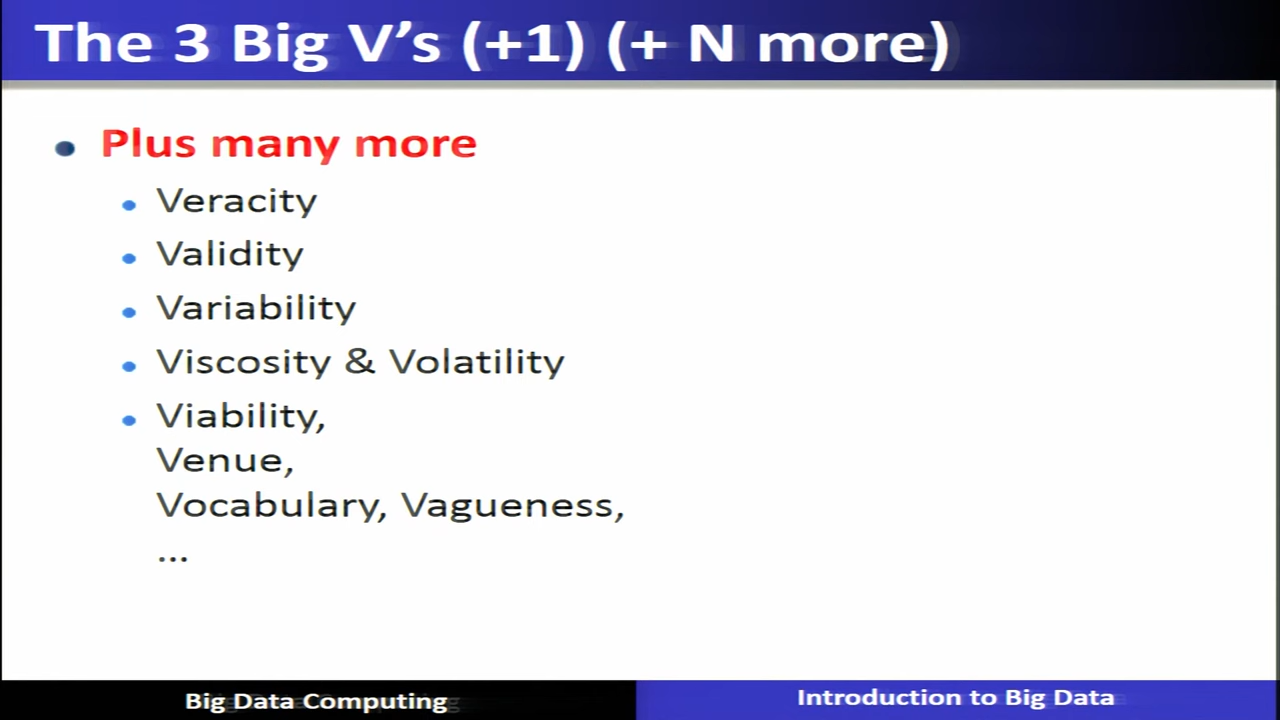 The 3 Big V’s (+1) (+ N more)
Plus many more
Veracity
Validity
Variability
Viscosity & Volatility
Viability,
Venue,
Vocabulary, Vagueness,
...
Big Data Computing
Introduction to Big Data